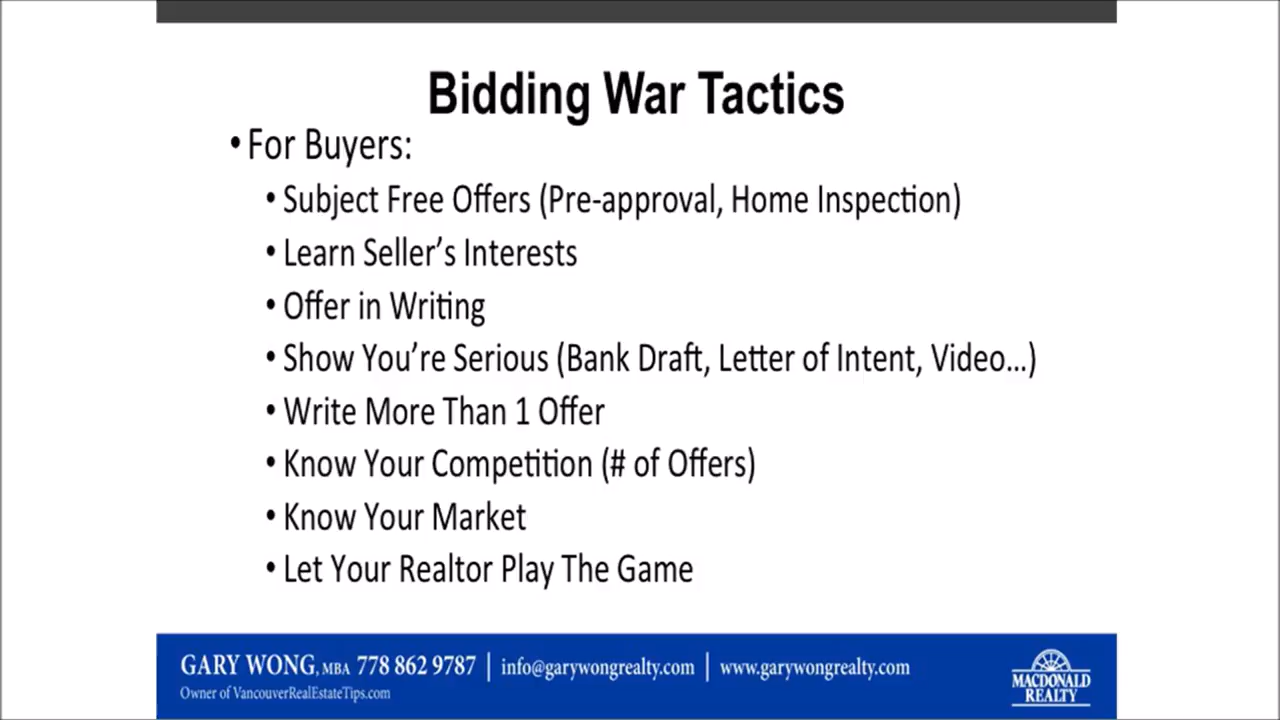 Bidding War Tactics
• For Buyers:
• Subject Free Offers (Pre-approval, Home Inspection)
• Learn Seller's Interests
• Offer in Writing
• Show You're Serious (Bank Draft, Letter of Intent, Video...)
• Write More Than 1 Offer
• Know Your Competition (# of Offers)
• Know Your Market
• Let Your Realtor Play The Game
GARY WONG, MBA 778 862 9787 | info@garywongrealty.com | www.garywongrealty.com
Owner of VancouverRealEstateTips.com
MACDONALD
REALTY